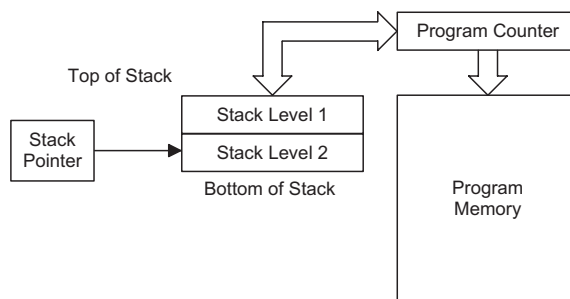 Program Counter
Top of Stack
Stack Level 1
Stack
Pointer
Stack Level 2
Bottom of Stack
Program
Memory